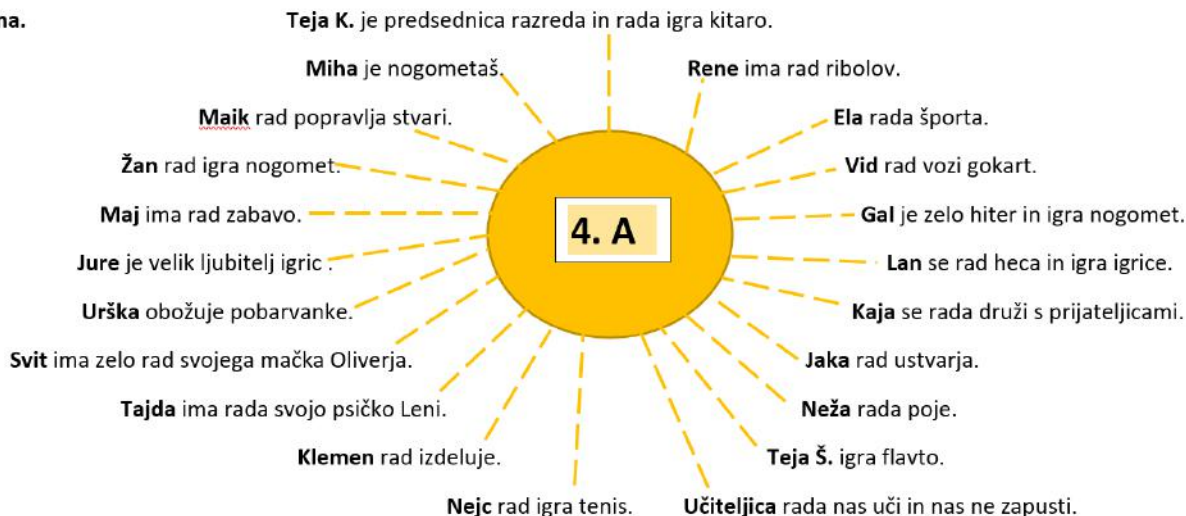 na.
Teja K. je predsednica razreda in rada igra kitaro.
Miha je nogometaš.
Rene ima rad ribolov.
Maik rad popravlja stvari.
Ela rada športa.
Žan rad igra nogomet.
Vid rad vozi gokart.
Maj ima rad zabavo.
4. A
Gal je zelo hiter in igra nogomet.
Jure je velik ljubitelj igric .
Lan se rad heca in igra igrice.
Urška obožuje pobarvanke.
Kaja se rada druži s prijateljicami.
Svit ima zelo rad svojega mačka Oliverja.
Jaka rad ustvarja.
Tajda ima rada svojo psičko Leni.
Neža rada poje.
Klemen rad izdeluje.
Teja Š. igra flavto.
Nejc rad igra tenis.
Učiteljica rada nas uči in nas ne zapusti.